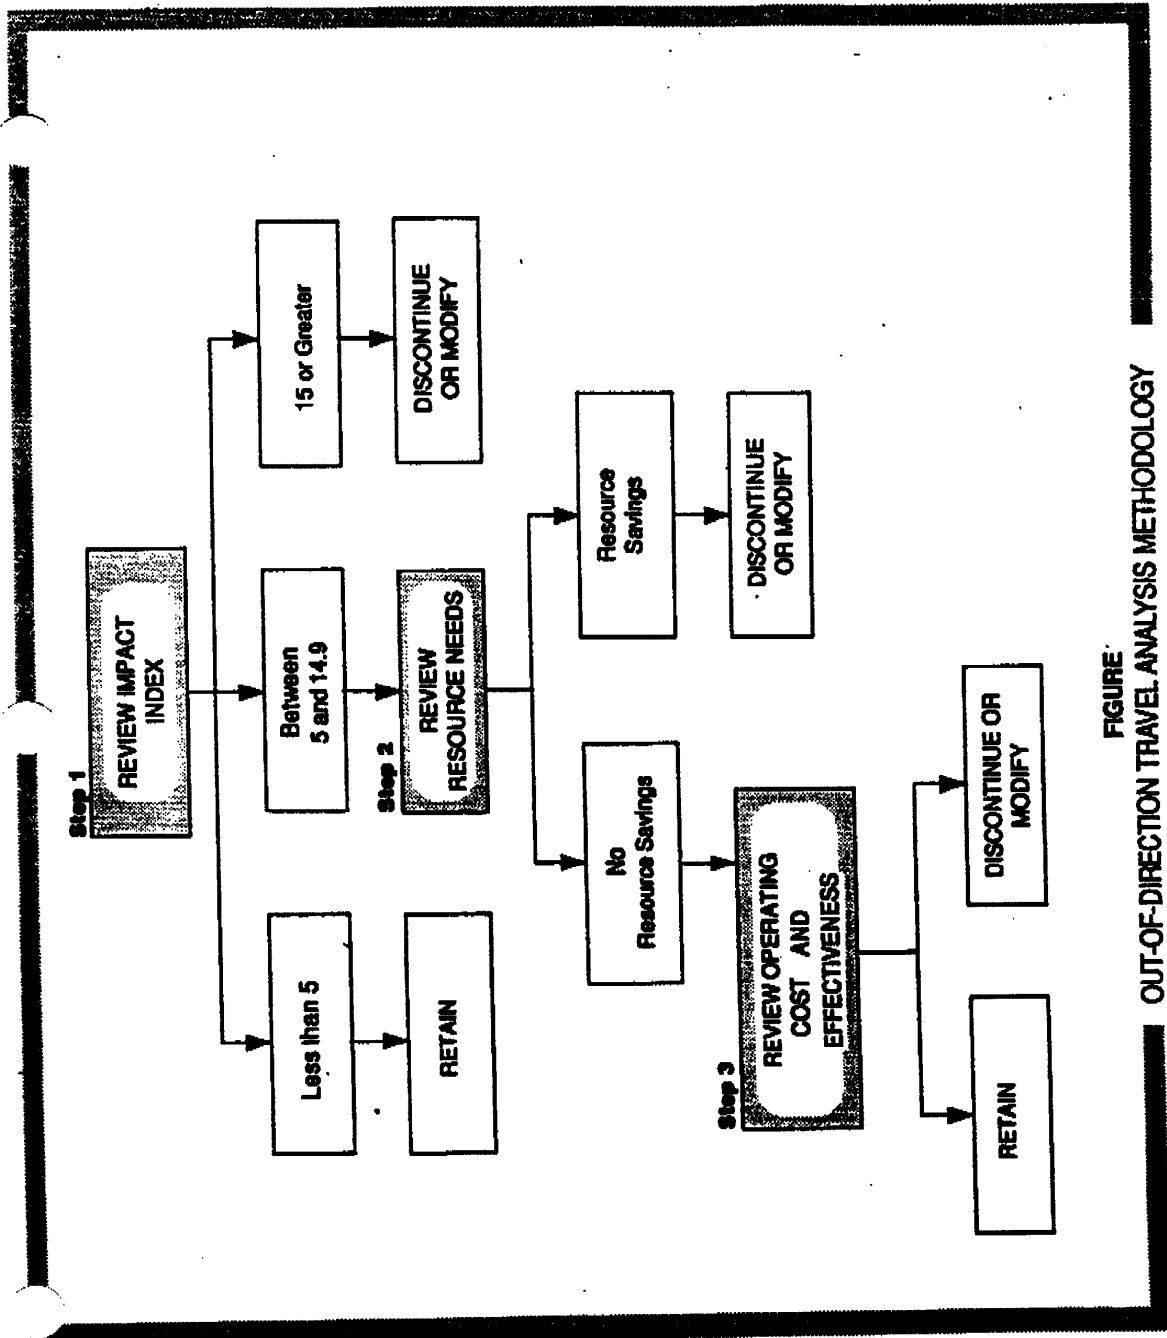 Step 1
REVIEW IMPACT
INDEX
Less than 5
Between
5 and 14.9
15 or Greater
RETAIN
Step 2
REVIEW
RESOURCE NEEDS
DISCONTINUE
OR MODIFY
No
Resource Savings
Resource
Savings
Step 3
REVIEW OPERATING
COST AND
EFFECTIVENESS
DISCONTINUE
OR MODIFY
RETAIN
DISCONTINUE OR
MODIFY
FIGURE
OUT-OF-DIRECTION TRAVEL ANALYSIS METHODOLOGY